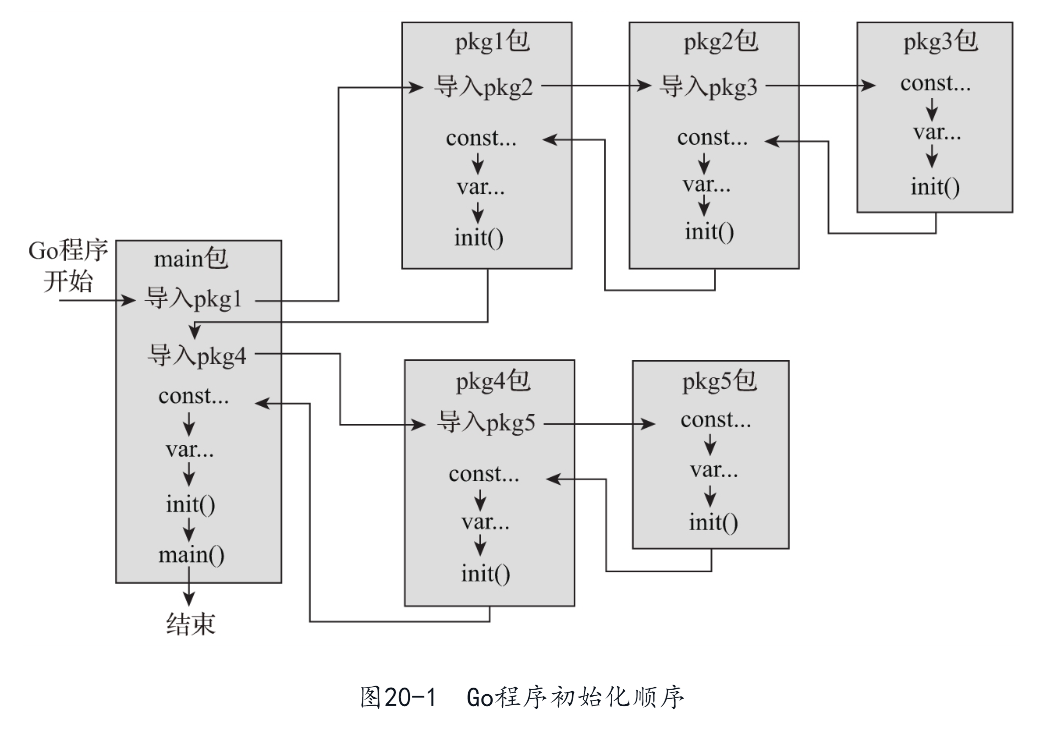 pkg1包
导入pkg2
const...
var...
init()
pkg2包
导入pkg3
const...
var...
init()
pkg3包
const...
var...
init()
Go程序
开始
main包
导入pkg1
导入pkg4
const...
var...
init()
main()
结束
pkg4包
导入pkg5
const...
var...
init()
pkg5包
const...
var...
init()
图20-1 Go程序初始化顺序